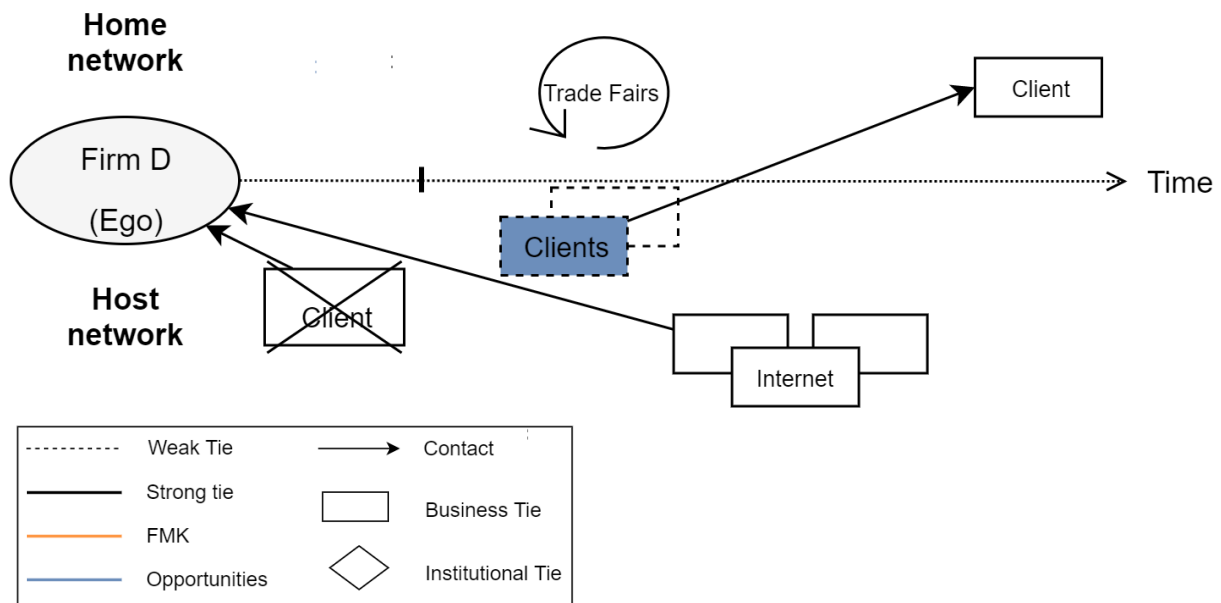 Home
network
Trade Fairs
Client
Firm D
(Ego)
Time
Clients
Host
network
Client
Internet
Weak Tie
Contact
Strong tie
Business Tie
FMK
Opportunities
Institutional Tie